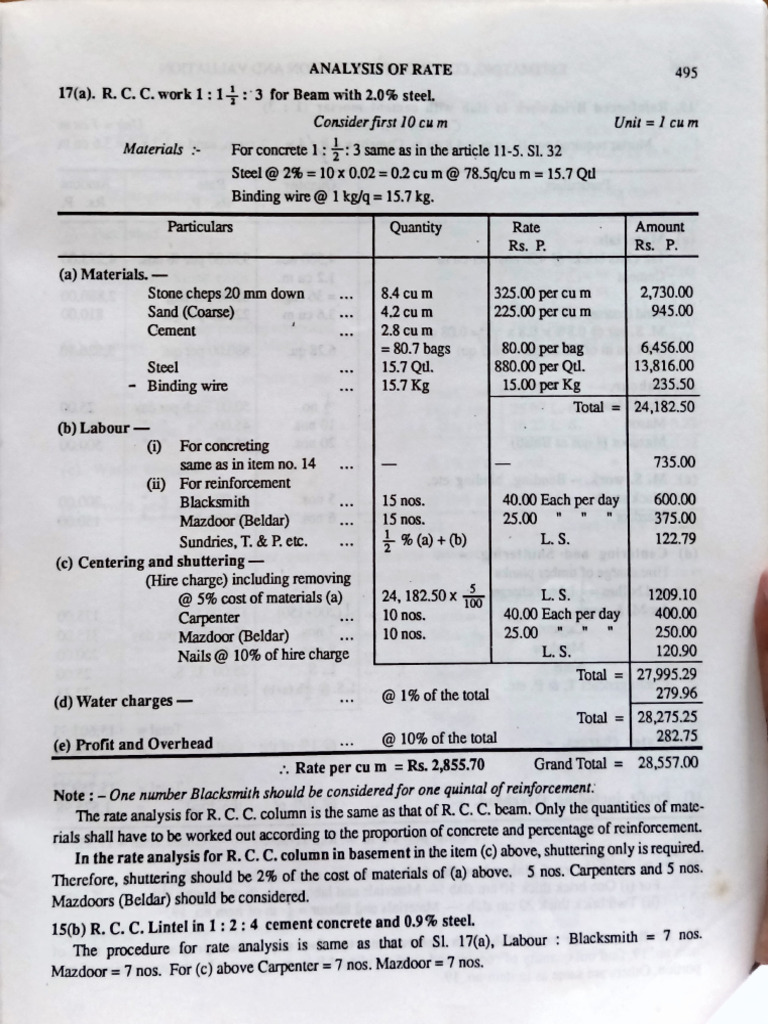 ANALYSIS OF RATE 495
17(a). R. C. C. work 1 : 1 1/2 : 3 for Beam with 2.0% steel.
Consider first 10 cu m Unit = 1 cu m
Materials :- For concrete 1 : 1/2 : 3 same as in the article 11-5. Sl. 32
Steel @ 2% = 10 x 0.02 = 0.2 cu m @ 78.5q/cu m = 15.7 Qtl
Binding wire @ 1 kg/q = 15.7 kg.
Particulars Quantity Rate Amount
Rs. P. Rs. P.
(a) Materials. —
Stone cheps 20 mm down ... 8.4 cu m 325.00 per cu m 2,730.00
Sand (Coarse) ... 4.2 cu m 225.00 per cu m 945.00
Cement ... 2.8 cu m
= 80.7 bags 80.00 per bag 6,456.00
Steel ... 15.7 Qtl. 880.00 per Qtl. 13,816.00
- Binding wire ... 15.7 Kg 15.00 per Kg 235.50
Total = 24,182.50
(b) Labour —
(i) For concreting
same as in item no. 14 ... — — 735.00
(ii) For reinforcement
Blacksmith ... 15 nos. 40.00 Each per day 600.00
Mazdoor (Beldar) ... 15 nos. 25.00 " " " 375.00
Sundries, T. & P. etc. ... 1/2 % (a) + (b) L. S. 122.79
(c) Centering and shuttering —
(Hire charge) including removing
@ 5% cost of materials (a) 24, 182.50 x 5/100 L. S. 1209.10
Carpenter ... 10 nos. 40.00 Each per day 400.00
Mazdoor (Beldar) ... 10 nos. 25.00 " " " 250.00
Nails @ 10% of hire charge L. S. 120.90
Total = 27,995.29
(d) Water charges — ... @ 1% of the total 279.96
Total = 28,275.25
(e) Profit and Overhead ... @ 10% of the total 282.75
∴ Rate per cu m = Rs. 2,855.70 Grand Total = 28,557.00
Note : – One number Blacksmith should be considered for one quintal of reinforcement.
The rate analysis for R. C. C. column is the same as that of R. C. C. beam. Only the quantities of mate-
rials shall have to be worked out according to the proportion of concrete and percentage of reinforcement.
In the rate analysis for R. C. C. column in basement in the item (c) above, shuttering only is required.
Therefore, shuttering should be 2% of the cost of materials of (a) above. 5 nos. Carpenters and 5 nos.
Mazdoors (Beldar) should be considered.
15(b) R. C. C. Lintel in 1 : 2 : 4 cement concrete and 0.9% steel.
The procedure for rate analysis is same as that of Sl. 17(a), Labour : Blacksmith = 7 nos.
Mazdoor = 7 nos. For (c) above Carpenter = 7 nos. Mazdoor = 7 nos.